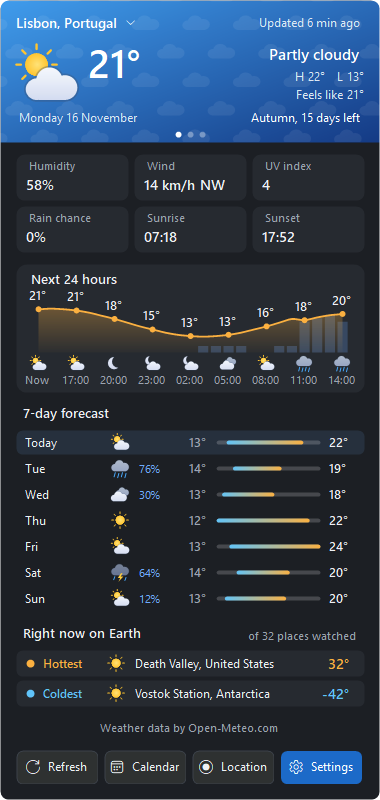 Lisbon, Portugal Updated 6 min ago
21° Partly cloudy
H 22° L 13°
Feels like 21°
Monday 16 November Autumn, 15 days left
Humidity Wind UV index
58% 14 km/h NW 4
Rain chance Sunrise Sunset
0% 07:18 17:52
Next 24 hours
21° 21° 18° 15° 13° 13° 16° 18° 20°
Now 17:00 20:00 23:00 02:00 05:00 08:00 11:00 14:00
7-day forecast
Today 13° 22°
Tue 76% 14° 19°
Wed 30% 13° 18°
Thu 12° 22°
Fri 13° 24°
Sat 64% 14° 20°
Sun 12% 13° 20°
Right now on Earth of 32 places watched
Hottest Death Valley, United States 32°
Coldest Vostok Station, Antarctica -42°
Weather data by Open-Meteo.com
Refresh Calendar Location Settings